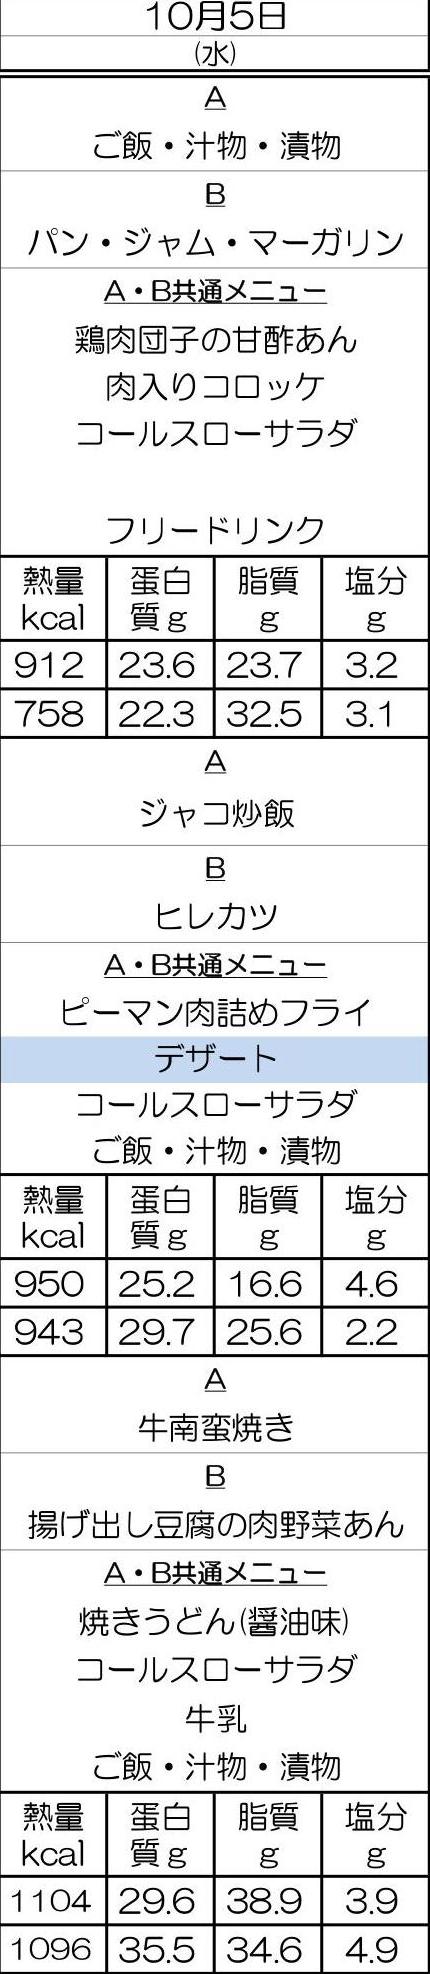 10月5日
(水)
A
ご飯・汁物・漬物
B
パン・ジャム・マーガリン
A・B共通メニュー
鶏肉団子の甘酢あん
肉入りコロッケ
コールスローサラダ
フリードリンク
熱量 蛋白 脂質 塩分
kcal 質g g g
912 23.6 23.7 3.2
758 22.3 32.5 3.1
A
ジャコ炒飯
B
ヒレカツ
A・B共通メニュー
ピーマン肉詰めフライ
デザート
コールスローサラダ
ご飯・汁物・漬物
熱量 蛋白 脂質 塩分
kcal 質g g g
950 25.2 16.6 4.6
943 29.7 25.6 2.2
A
牛南蛮焼き
B
揚げ出し豆腐の肉野菜あん
A・B共通メニュー
焼きうどん(醤油味)
コールスローサラダ
牛乳
ご飯・汁物・漬物
熱量 蛋白 脂質 塩分
kcal 質g g g
1104 29.6 38.9 3.9
1096 35.5 34.6 4.9